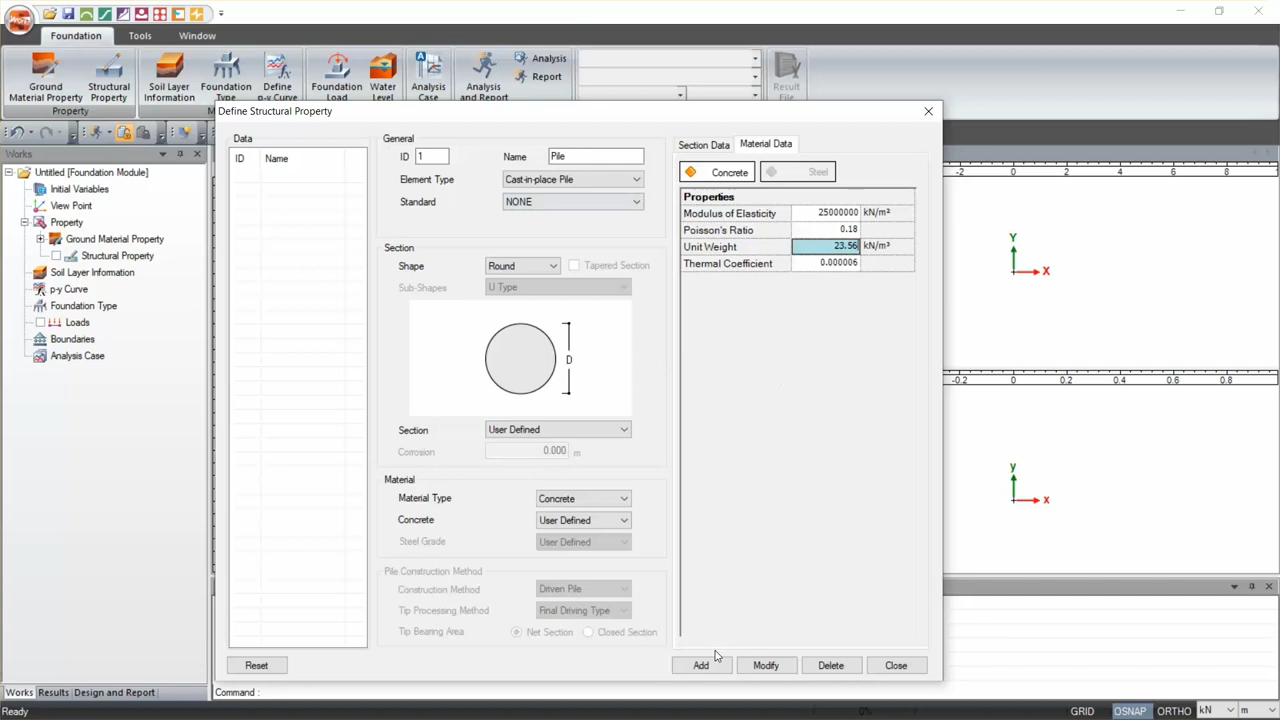 Foundation Tools Window
Ground Material Property
Structural Property
Soil Layer Information
Foundation Type
Define p-y Curve
Foundation Load
Water Level
Analysis Case
Analysis and Report
Analysis
Report
Result File
Property
Define Structural Property
Works
Untitled [Foundation Module]
Initial Variables
View Point
Property
Ground Material Property
Structural Property
Soil Layer Information
p-y Curve
Foundation Type
Loads
Boundaries
Analysis Case
Data
ID Name
General
ID 1 Name Pile
Element Type Cast-in-place Pile
Standard NONE
Section
Shape Round Tapered Section
Sub-Shapes U Type
D
Section User Defined
Corrosion 0.000 m
Material
Material Type Concrete
Concrete User Defined
Steel Grade User Defined
Pile Construction Method
Construction Method Driven Pile
Tip Processing Method Final Driving Type
Tip Bearing Area Net Section Closed Section
Section Data Material Data
Concrete Steel
Properties
Modulus of Elasticity 25000000 kN/m²
Poisson's Ratio 0.18
Unit Weight 23.56 kN/m³
Thermal Coefficient 0.000006
Reset Add Modify Delete Close
-2 0 2 4 6 8
Y
X
-0.2 0 0.2 0.4 0.6 0.8
y
x
Works Results Design and Report Command :
Ready 0% GRID OSNAP ORTHO kN m